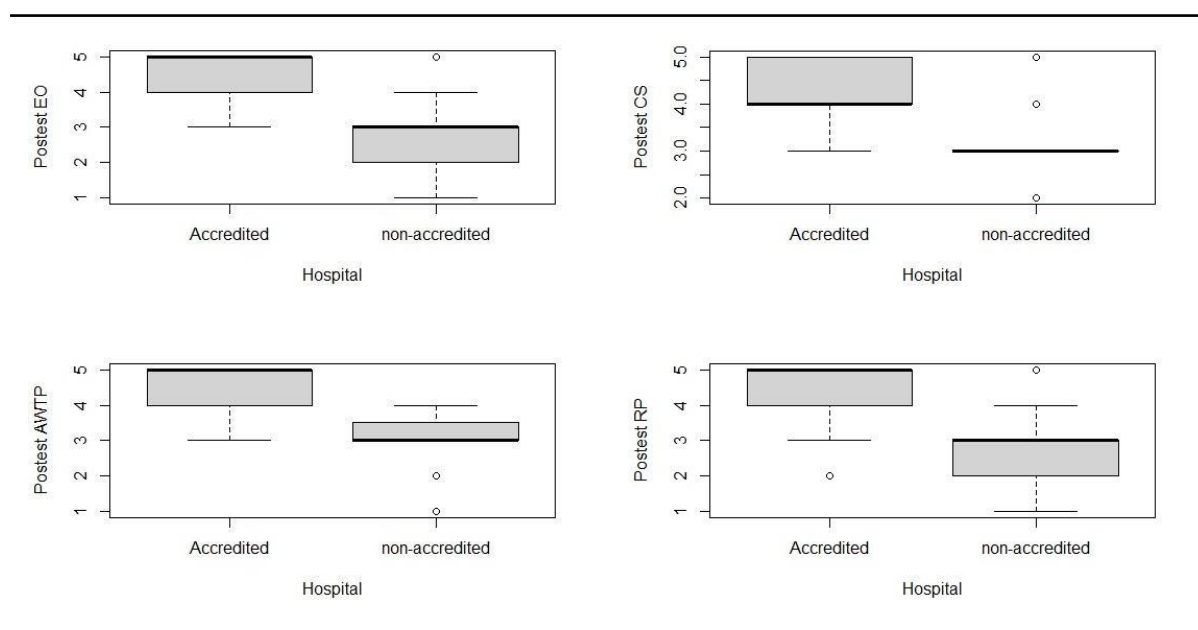 Postest EO
5
4
3
2
1
Accredited
non-accredited
Hospital
Postest CS
5.0
4.0
3.0
2.0
Accredited
non-accredited
Hospital
Postest AWTP
5
4
3
2
1
Accredited
non-accredited
Hospital
Postest RP
5
4
3
2
1
Accredited
non-accredited
Hospital